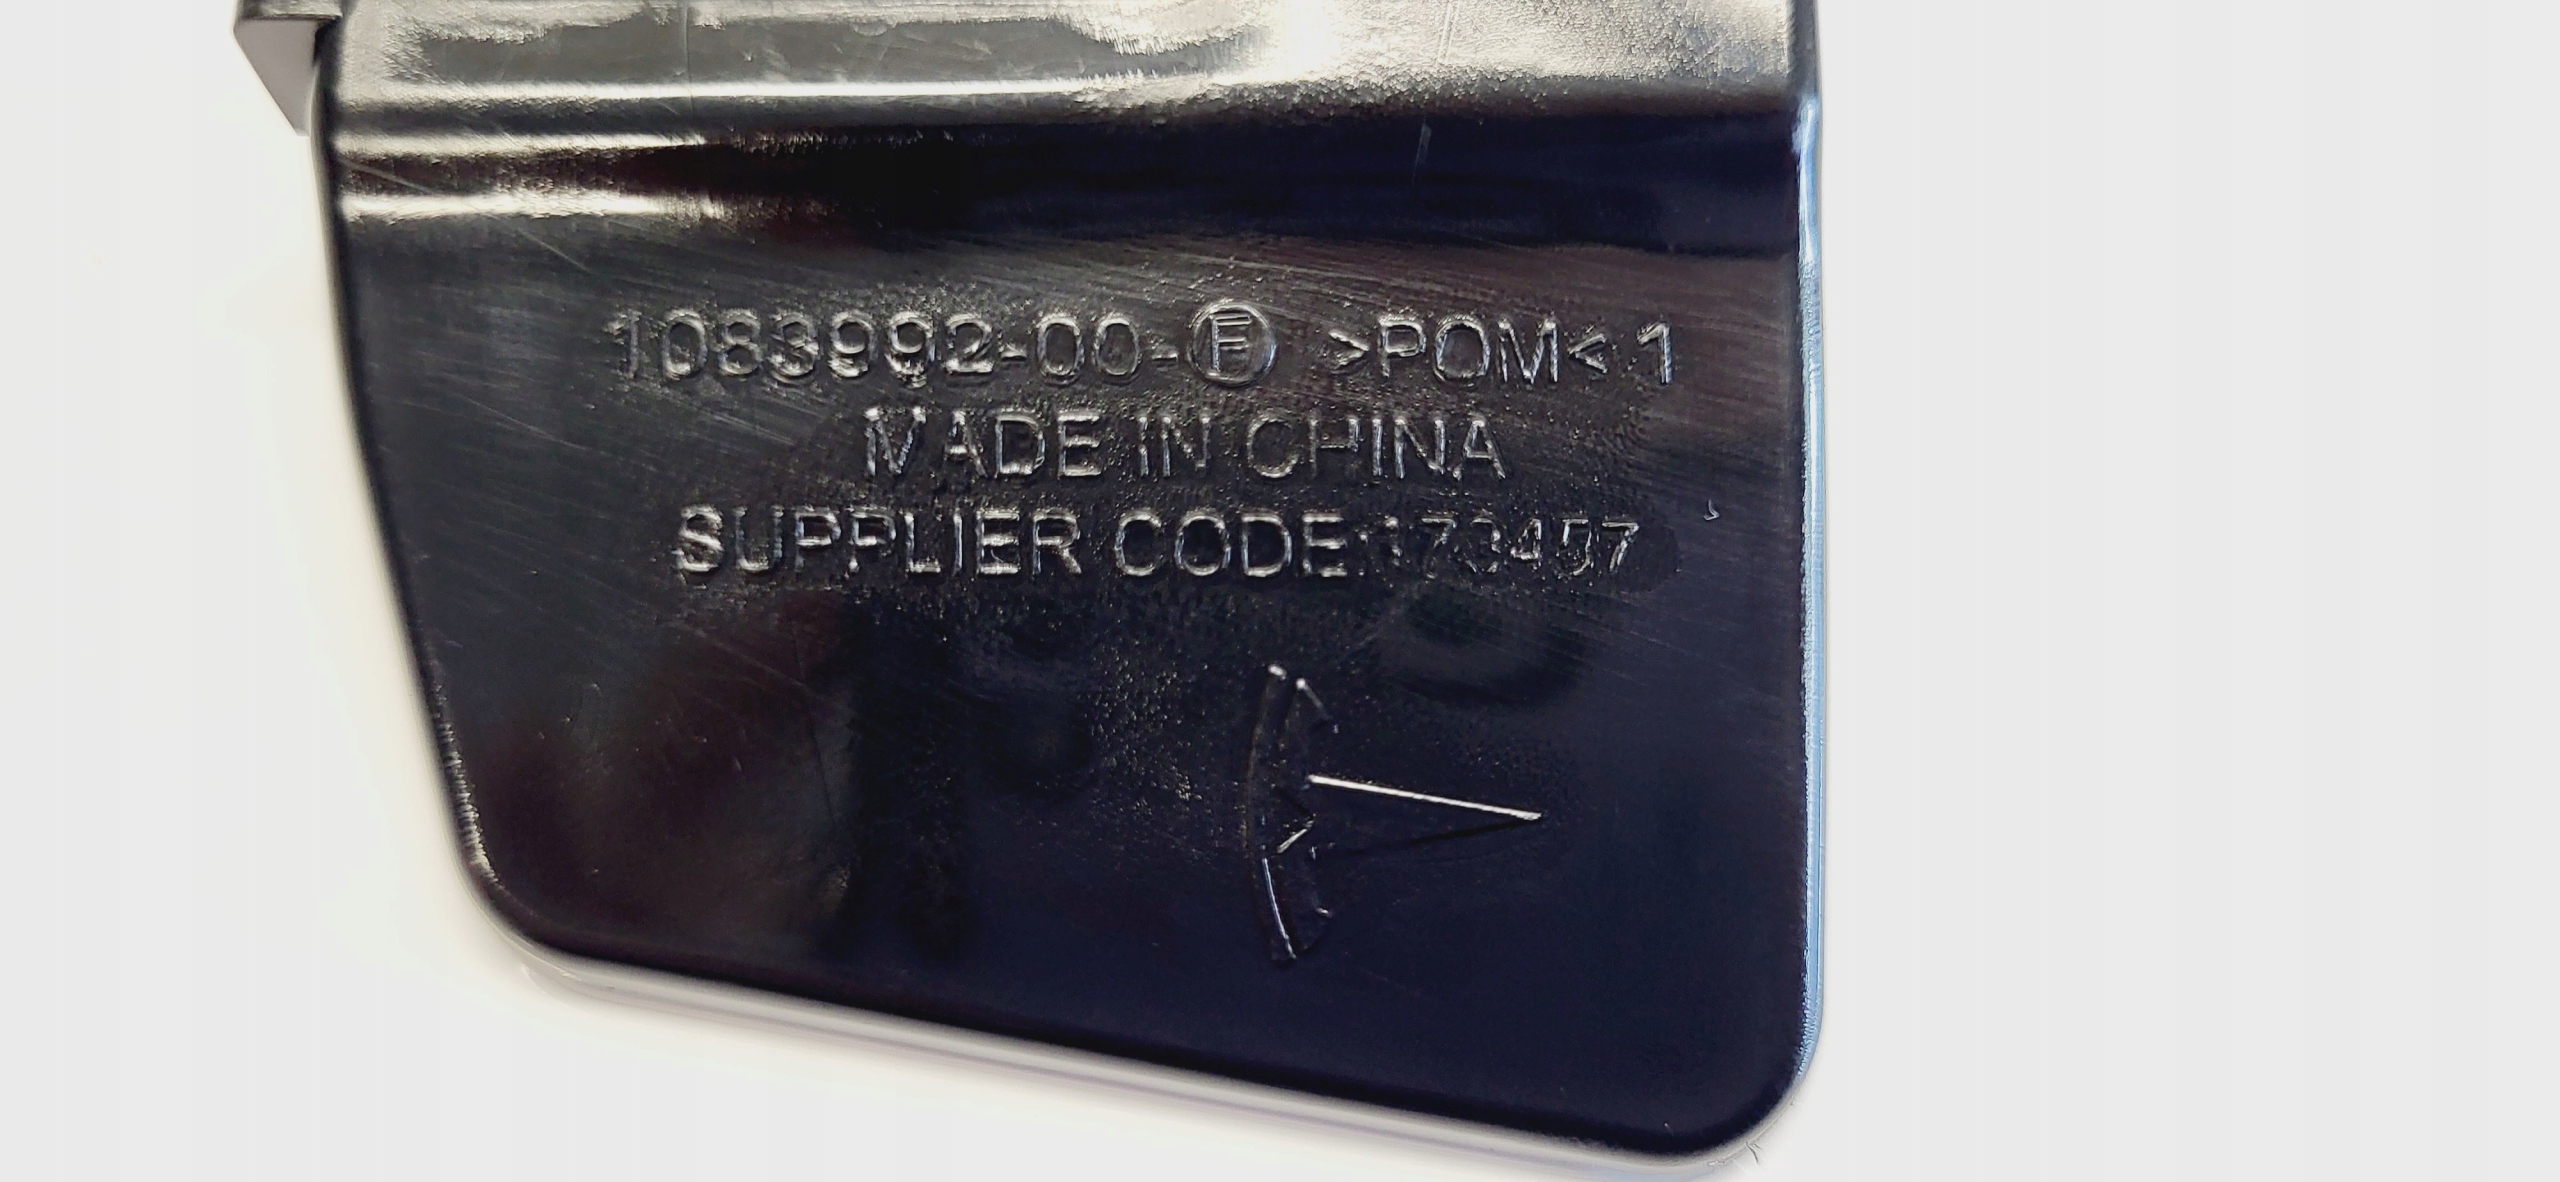 1083992-00-Ⓕ >POM< 1
MADE IN CHINA
SUPPLIER CODE:173457